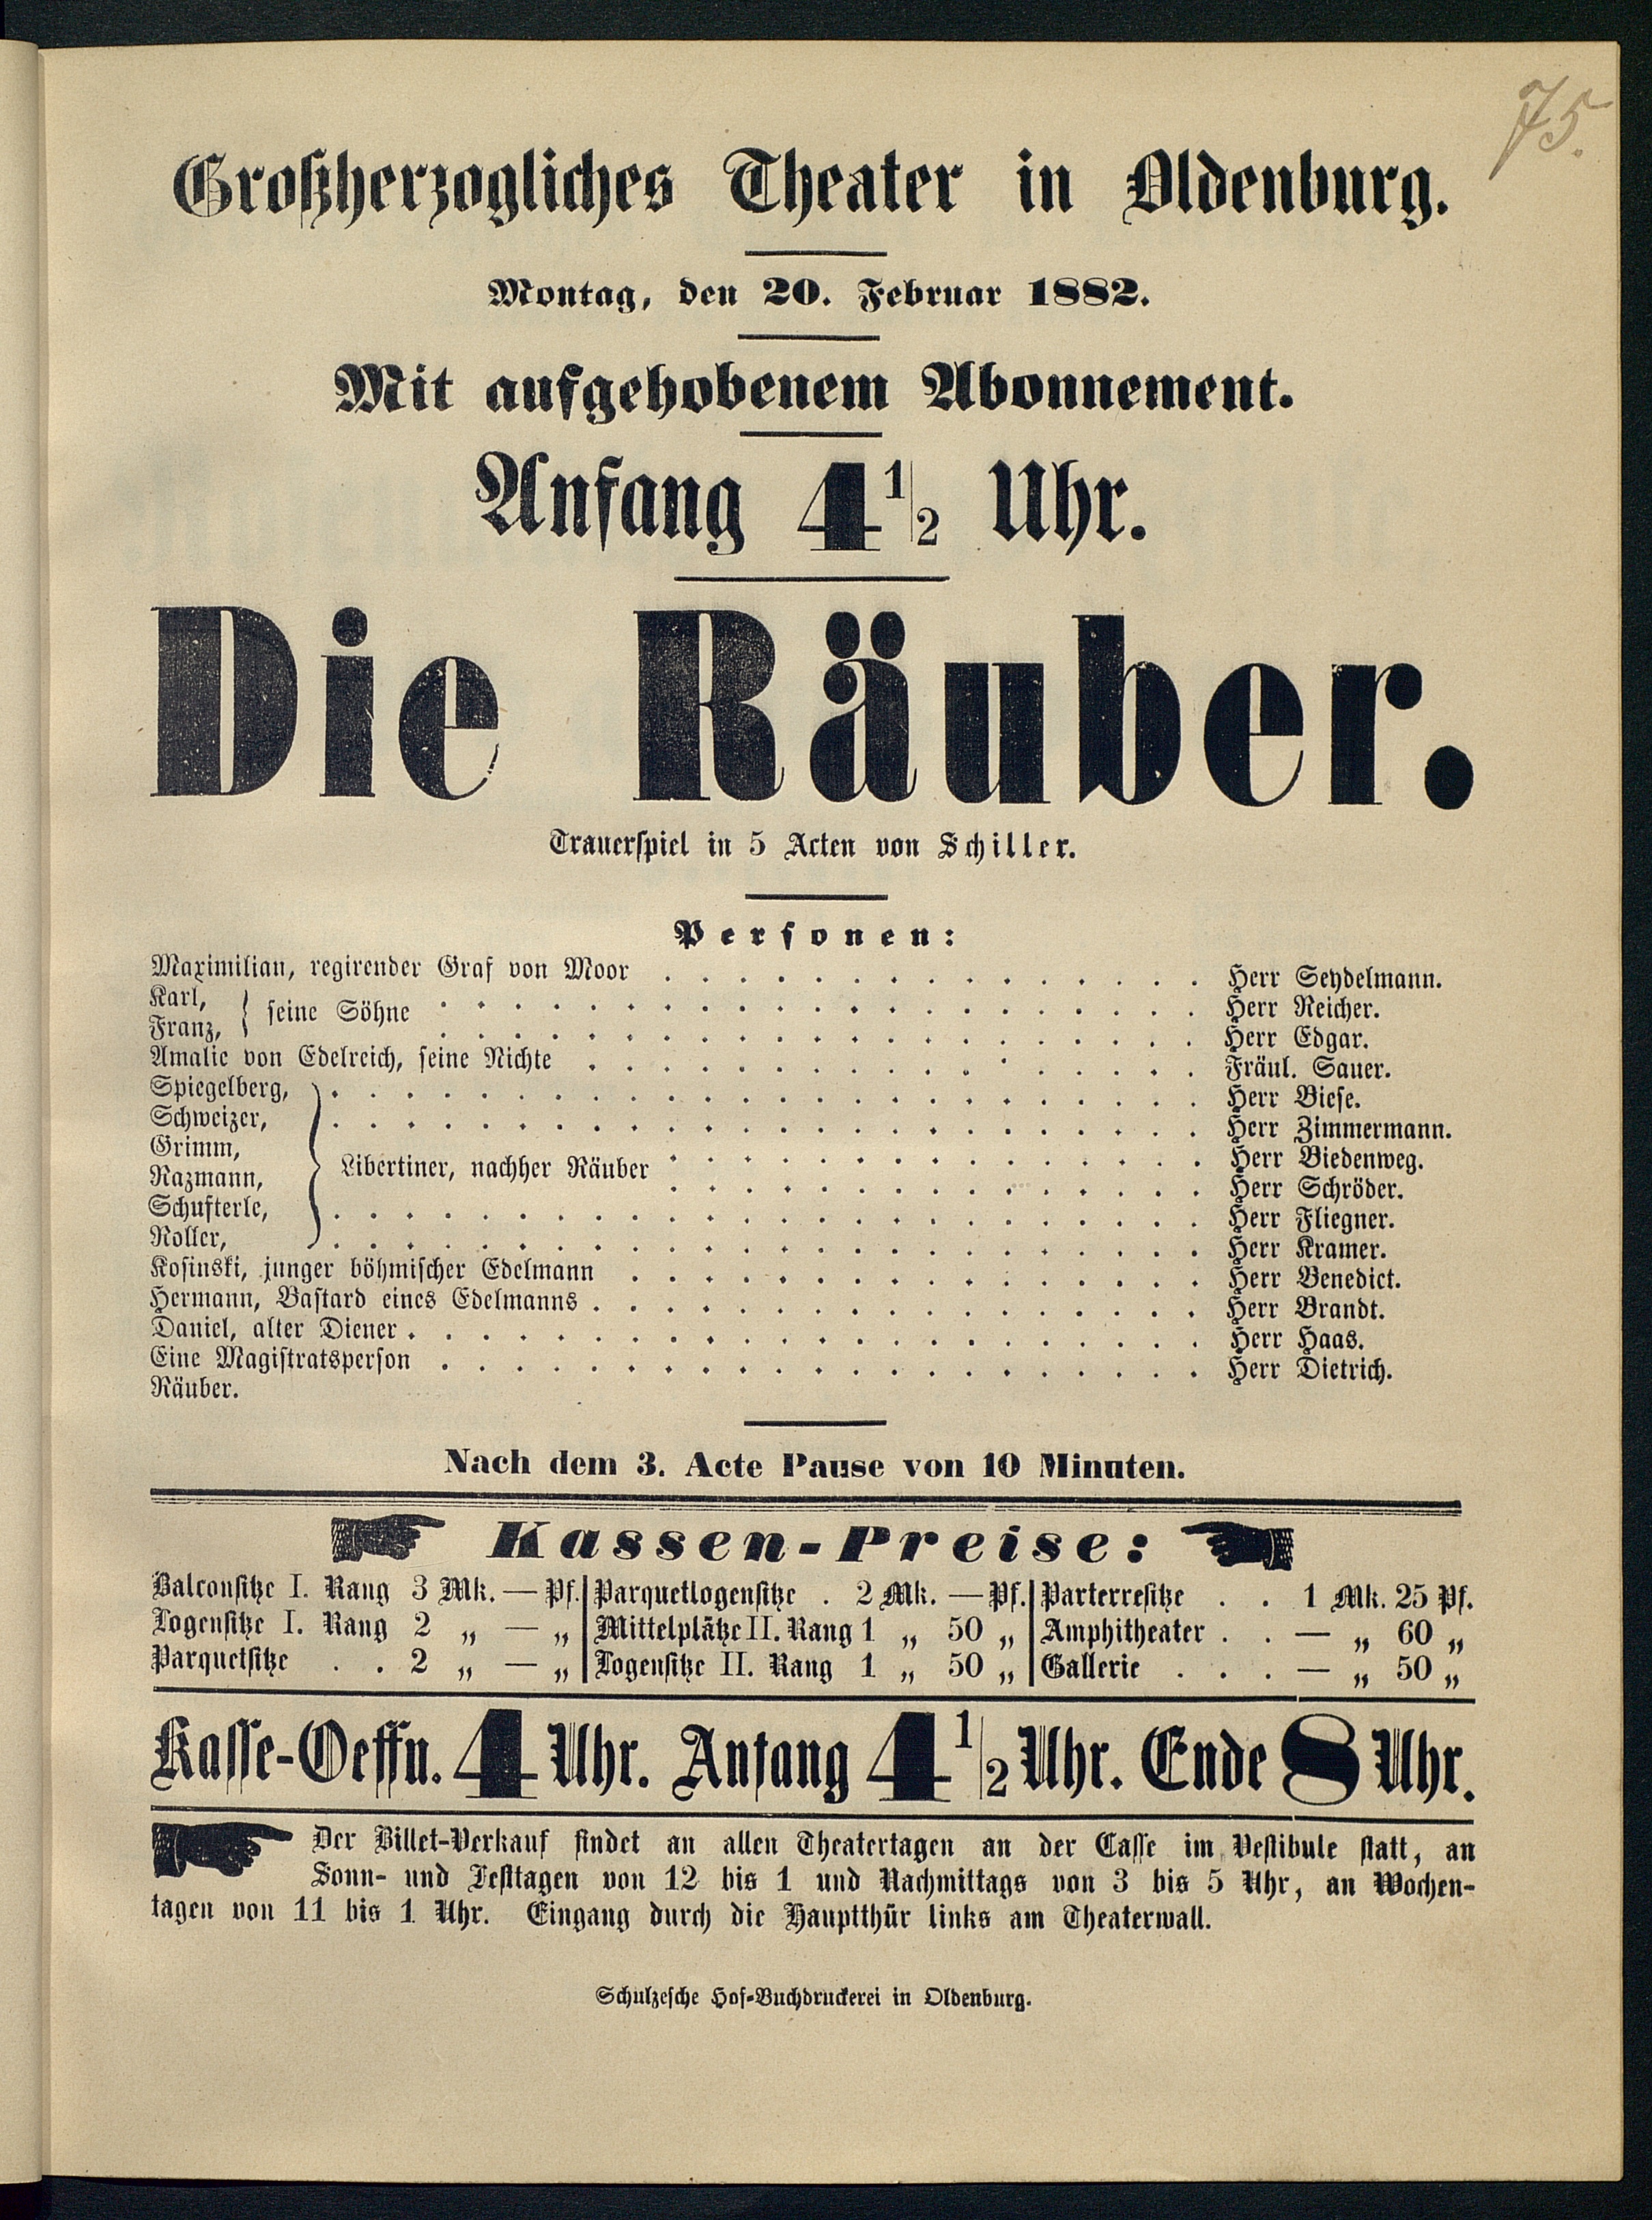 75.
Großherzogliches Theater in Oldenburg.
Montag, den 20. Februar 1882.
Mit aufgehobenem Abonnement.
Anfang 4 1/2 Uhr.
Die Räuber.
Trauerspiel in 5 Acten von Schiller.
Personen:
Maximilian, regirender Graf von Moor . . . . . . . . . . . . . . . Herr Seydelmann.
Karl, } seine Söhne . . . . . . . . . . . . . . . . . . . . . Herr Reicher.
Franz, } . . . . . . . . . . . . . . . . . . . . . Herr Edgar.
Amalie von Edelreich, seine Nichte . . . . . . . . . . . . . . . . . Fräul. Sauer.
Spiegelberg, } . . . . . . . . . . . . . . . . . . . . . . . . Herr Biese.
Schweizer, . . . . . . . . . . . . . . . . . . . . . . . . Herr Zimmermann.
Grimm, Libertiner, nachher Räuber . . . . . . . . . . . . . . . Herr Biedenweg.
Razmann, . . . . . . . . . . . . . . . Herr Schröder.
Schufterle, . . . . . . . . . . . . . . . . . . . . . . . . Herr Fliegner.
Roller, . . . . . . . . . . . . . . . . . . . . . . . . Herr Kramer.
Kosinski, junger böhmischer Edelmann . . . . . . . . . . . . . . . . Herr Benedict.
Hermann, Bastard eines Edelmanns . . . . . . . . . . . . . . . . . Herr Brandt.
Daniel, alter Diener . . . . . . . . . . . . . . . . . . . . . . Herr Haas.
Eine Magistratsperson . . . . . . . . . . . . . . . . . . . . . Herr Dietrich.
Räuber.
Nach dem 3. Acte Pause von 10 Minuten.
Kassen-Preise:
Balconsitze I. Rang 3 Mk. — Pf. | Parquetlogensitze . 2 Mk. — Pf. | Parterresitze . . 1 Mk. 25 Pf.
Logensitze I. Rang 2 „ — „ | Mittelplätze II. Rang 1 „ 50 „ | Amphitheater . . — „ 60 „
Parquetsitze . . 2 „ — „ | Logensitze II. Rang 1 „ 50 „ | Gallerie . . . — „ 50 „
Kasse-Oeffn. 4 Uhr. Anfang 4 1/2 Uhr. Ende 8 Uhr.
Der Billet-Verkauf findet an allen Theatertagen an der Casse im Vestibule statt, an
Sonn- und Festtagen von 12 bis 1 und Nachmittags von 3 bis 5 Uhr, an Wochen-
tagen von 11 bis 1 Uhr. Eingang durch die Hauptthür links am Theaterwall.
Schulzesche Hof-Buchdruckerei in Oldenburg.